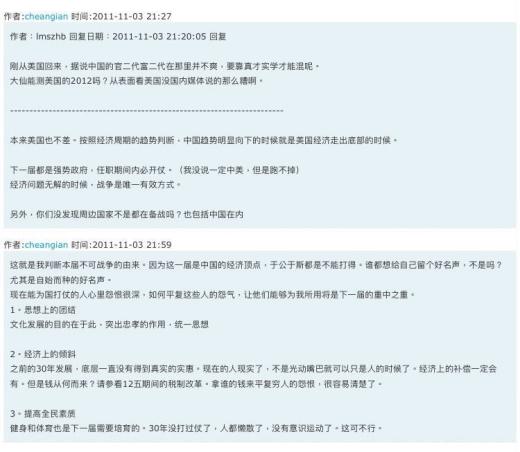 作者:cheangian 时间:2011-11-03 21:27
作者：lmszhb 回复日期：2011-11-03 21:20:05 回复
刚从美国回来，据说中国的官二代富二代在那里并不爽，要靠真才实学才能混呢。
大仙能测美国的2012吗？从表面看美国没国内媒体说的那么糟啊。
------------------------------------------------------------------------
本来美国也不差。按照经济周期的趋势判断，中国趋势明显向下的时候就是美国经济走出底部的时候。
下一届都是强势政府，任职期间内必开仗。（我没说一定中美，但是跑不掉）
经济问题无解的时候，战争是唯一有效方式。
另外，你们没发现周边国家不是都在备战吗？也包括中国在内
作者:cheangian 时间:2011-11-03 21:59
这就是我判断本届不可战争的由来。因为这一届是中国的经济顶点，于公于斯都是不能打得。谁都想给自己留个好名声，不是吗？
尤其是自始而种的好名声。
现在能为国打仗的人心里怨恨很深，如何平复这些人的怨气，让他们能够为我所用将是下一届的重中之重。
1。思想上的团结
文化发展的目的在于此，突出忠孝的作用，统一思想
2。经济上的倾斜
之前的30年发展，底层一直没有得到真实的实惠。现在的人现实了，不是光动嘴巴就可以只是人的时候了。经济上的补偿一定会
有。但是钱从何而来？请参看12五期间的税制改革。拿谁的钱来平复穷人的怨恨，很容易清楚了。
3。提高全民素质
健身和体育也是下一届需要培育的。30年没打过仗了，人都懒散了，没有意识运动了。这可不行。